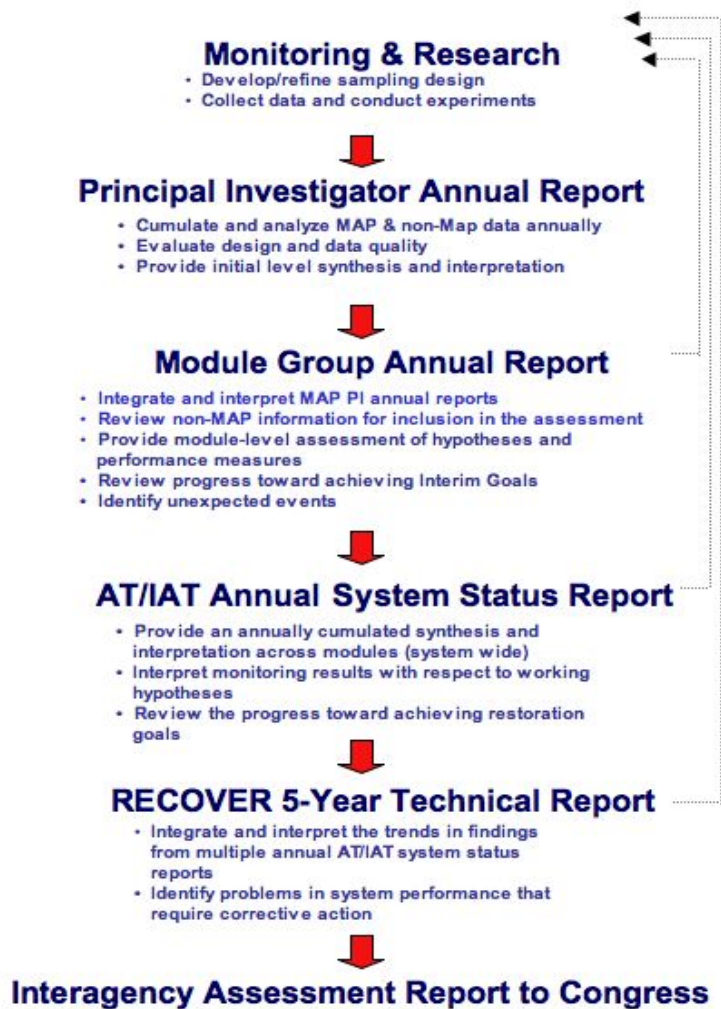 Monitoring & Research
• Develop/refine sampling design
• Collect data and conduct experiments
Principal Investigator Annual Report
• Cumulate and analyze MAP & non-Map data annually
• Evaluate design and data quality
• Provide initial level synthesis and interpretation
Module Group Annual Report
• Integrate and interpret MAP PI annual reports
• Review non-MAP information for inclusion in the assessment
• Provide module-level assessment of hypotheses and
performance measures
• Review progress toward achieving Interim Goals
• Identify unexpected events
AT/IAT Annual System Status Report
• Provide an annually cumulated synthesis and
interpretation across modules (system wide)
• Interpret monitoring results with respect to working
hypotheses
• Review the progress toward achieving restoration
goals
RECOVER 5-Year Technical Report
• Integrate and interpret the trends in findings
from multiple annual AT/IAT system status
reports
• Identify problems in system performance that
require corrective action
Interagency Assessment Report to Congress